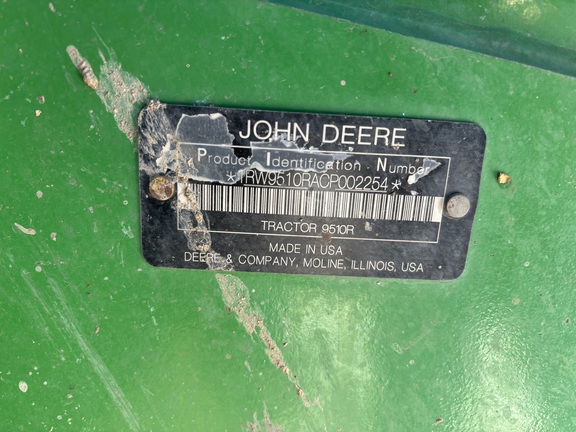 JOHN DEERE
Product Identification Number
*1RW9510RACP002254*
TRACTOR 9510R
MADE IN USA
DEERE & COMPANY, MOLINE, ILLINOIS, USA